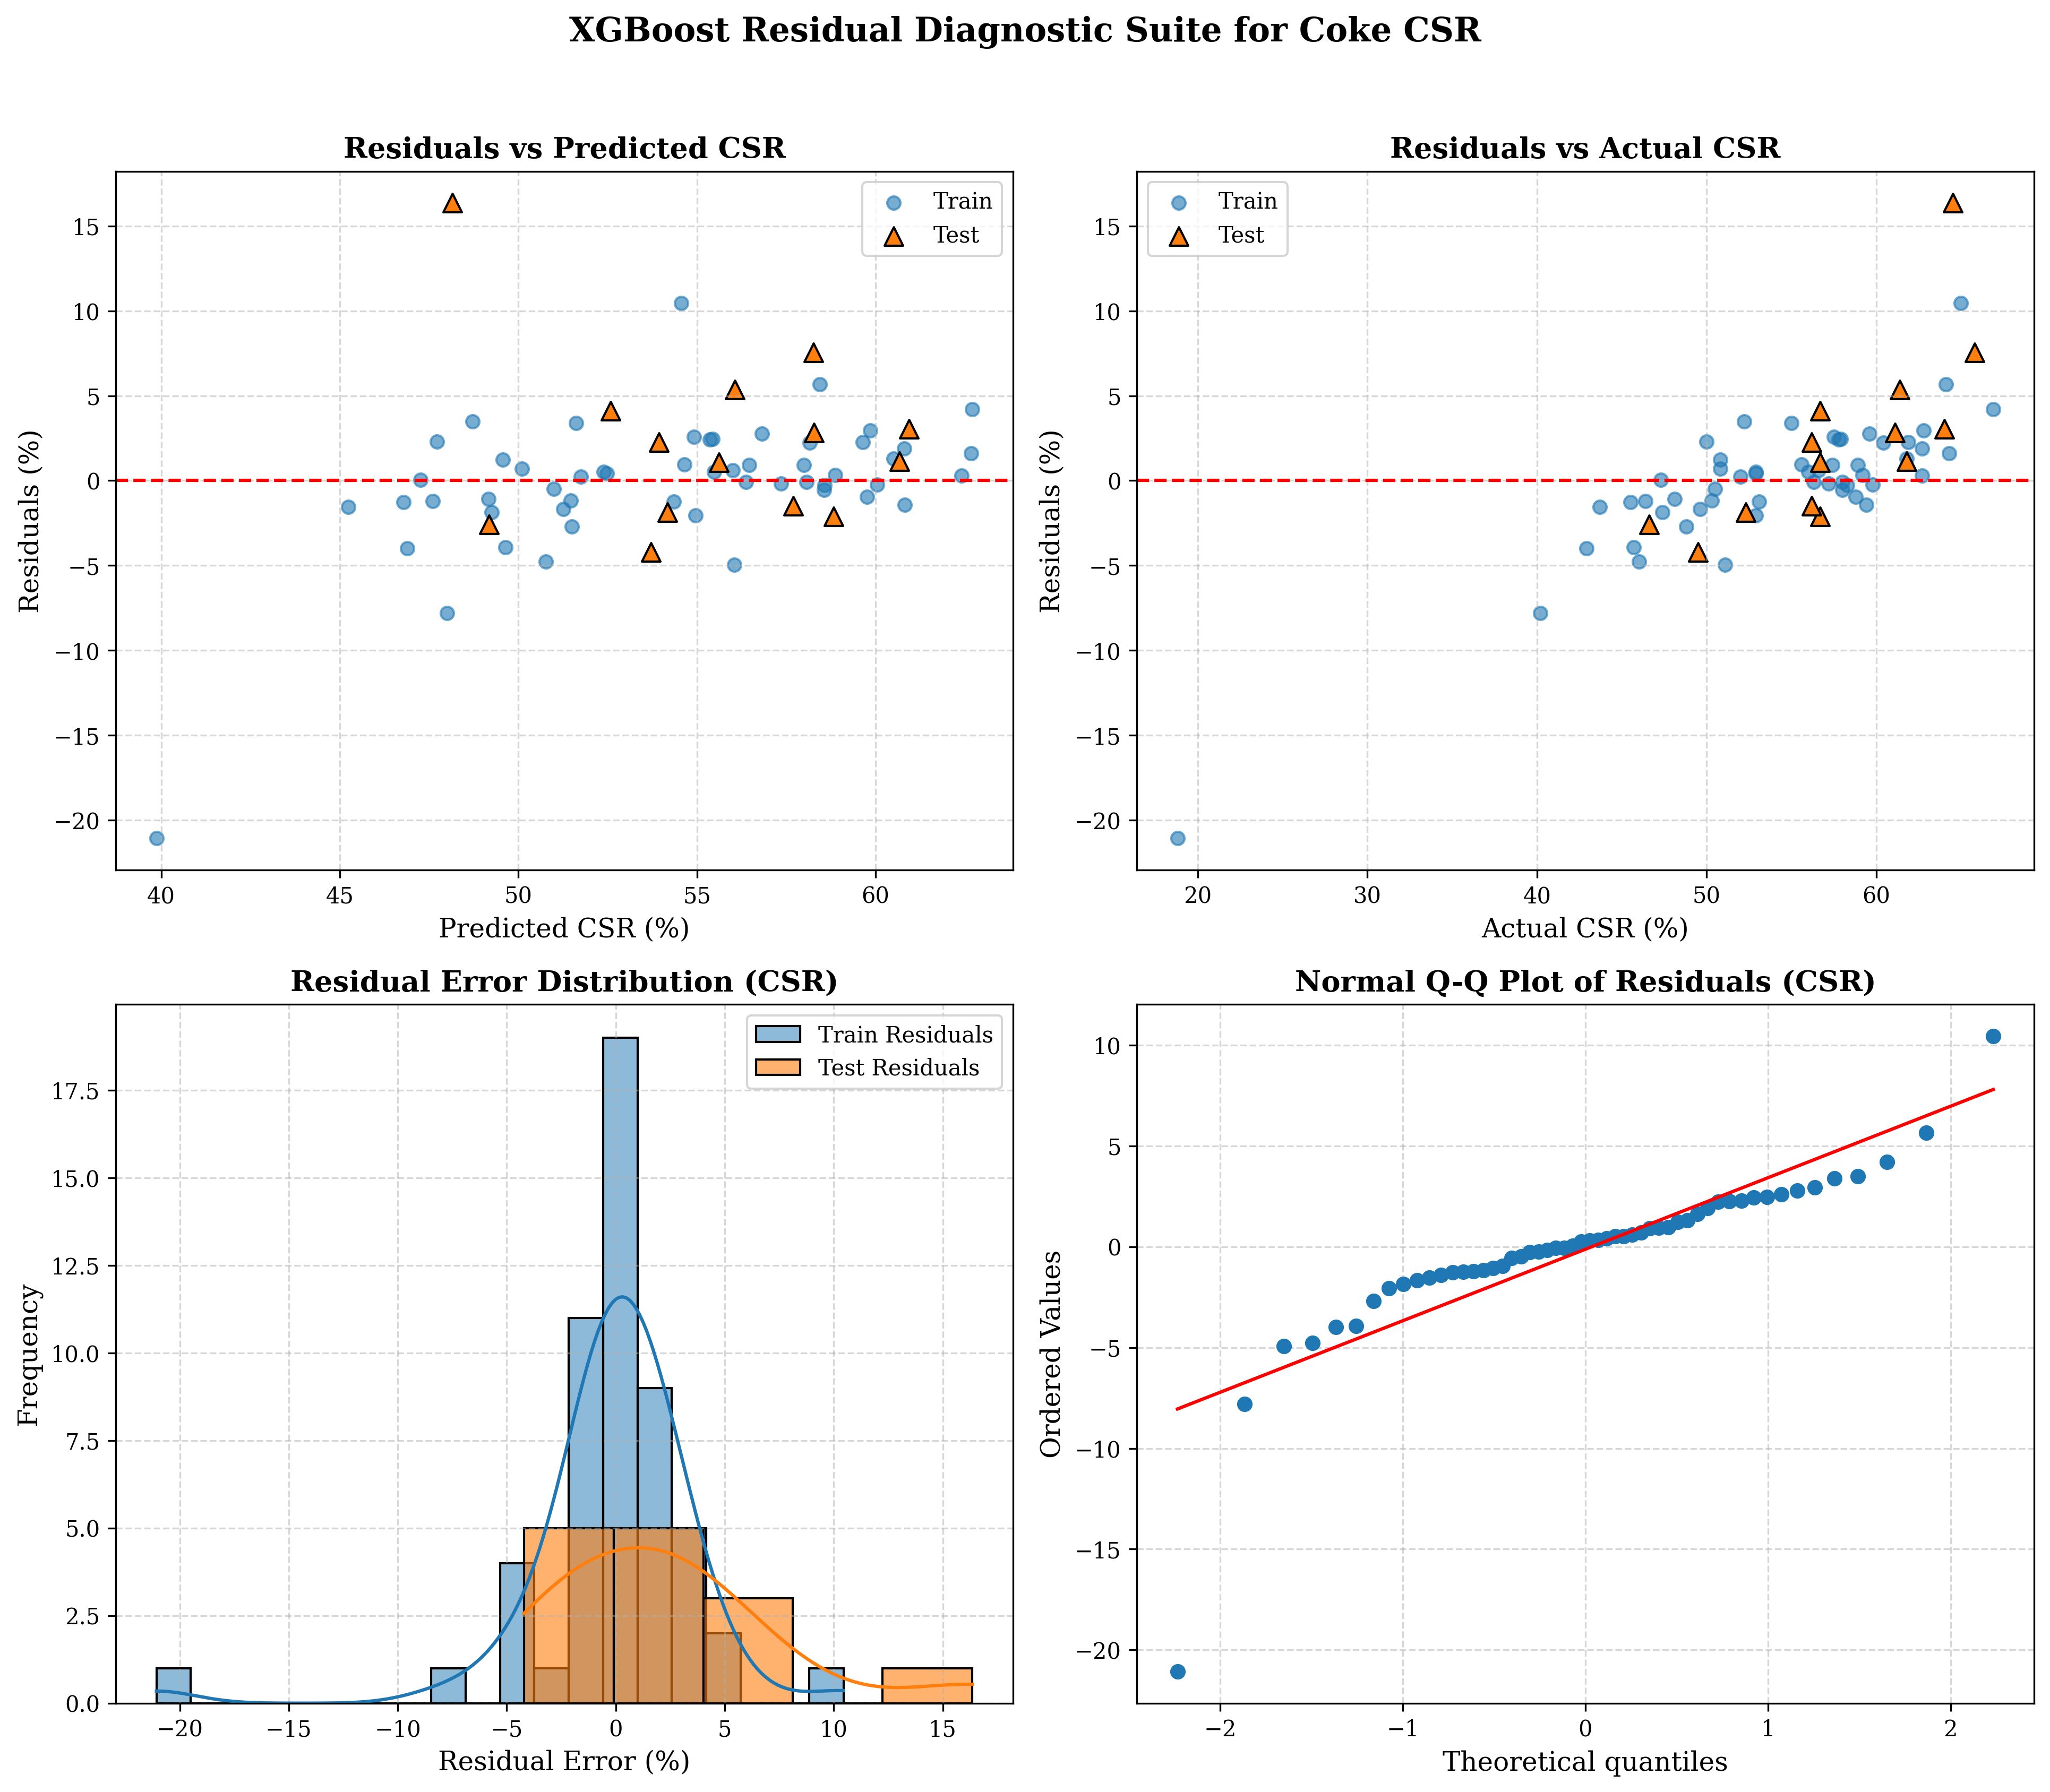 XGBoost Residual Diagnostic Suite for Coke CSR
Residuals vs Predicted CSR
Residuals (%)
15
10
5
0
−5
−10
−15
−20
Train
Test
40
45
50
55
60
Predicted CSR (%)
Residuals vs Actual CSR
Residuals (%)
15
10
5
0
−5
−10
−15
−20
Train
Test
20
30
40
50
60
Actual CSR (%)
Residual Error Distribution (CSR)
Frequency
17.5
15.0
12.5
10.0
7.5
5.0
2.5
0.0
Train Residuals
Test Residuals
−20
−15
−10
−5
0
5
10
15
Residual Error (%)
Normal Q-Q Plot of Residuals (CSR)
Ordered Values
10
5
0
−5
−10
−15
−20
−2
−1
0
1
2
Theoretical quantiles